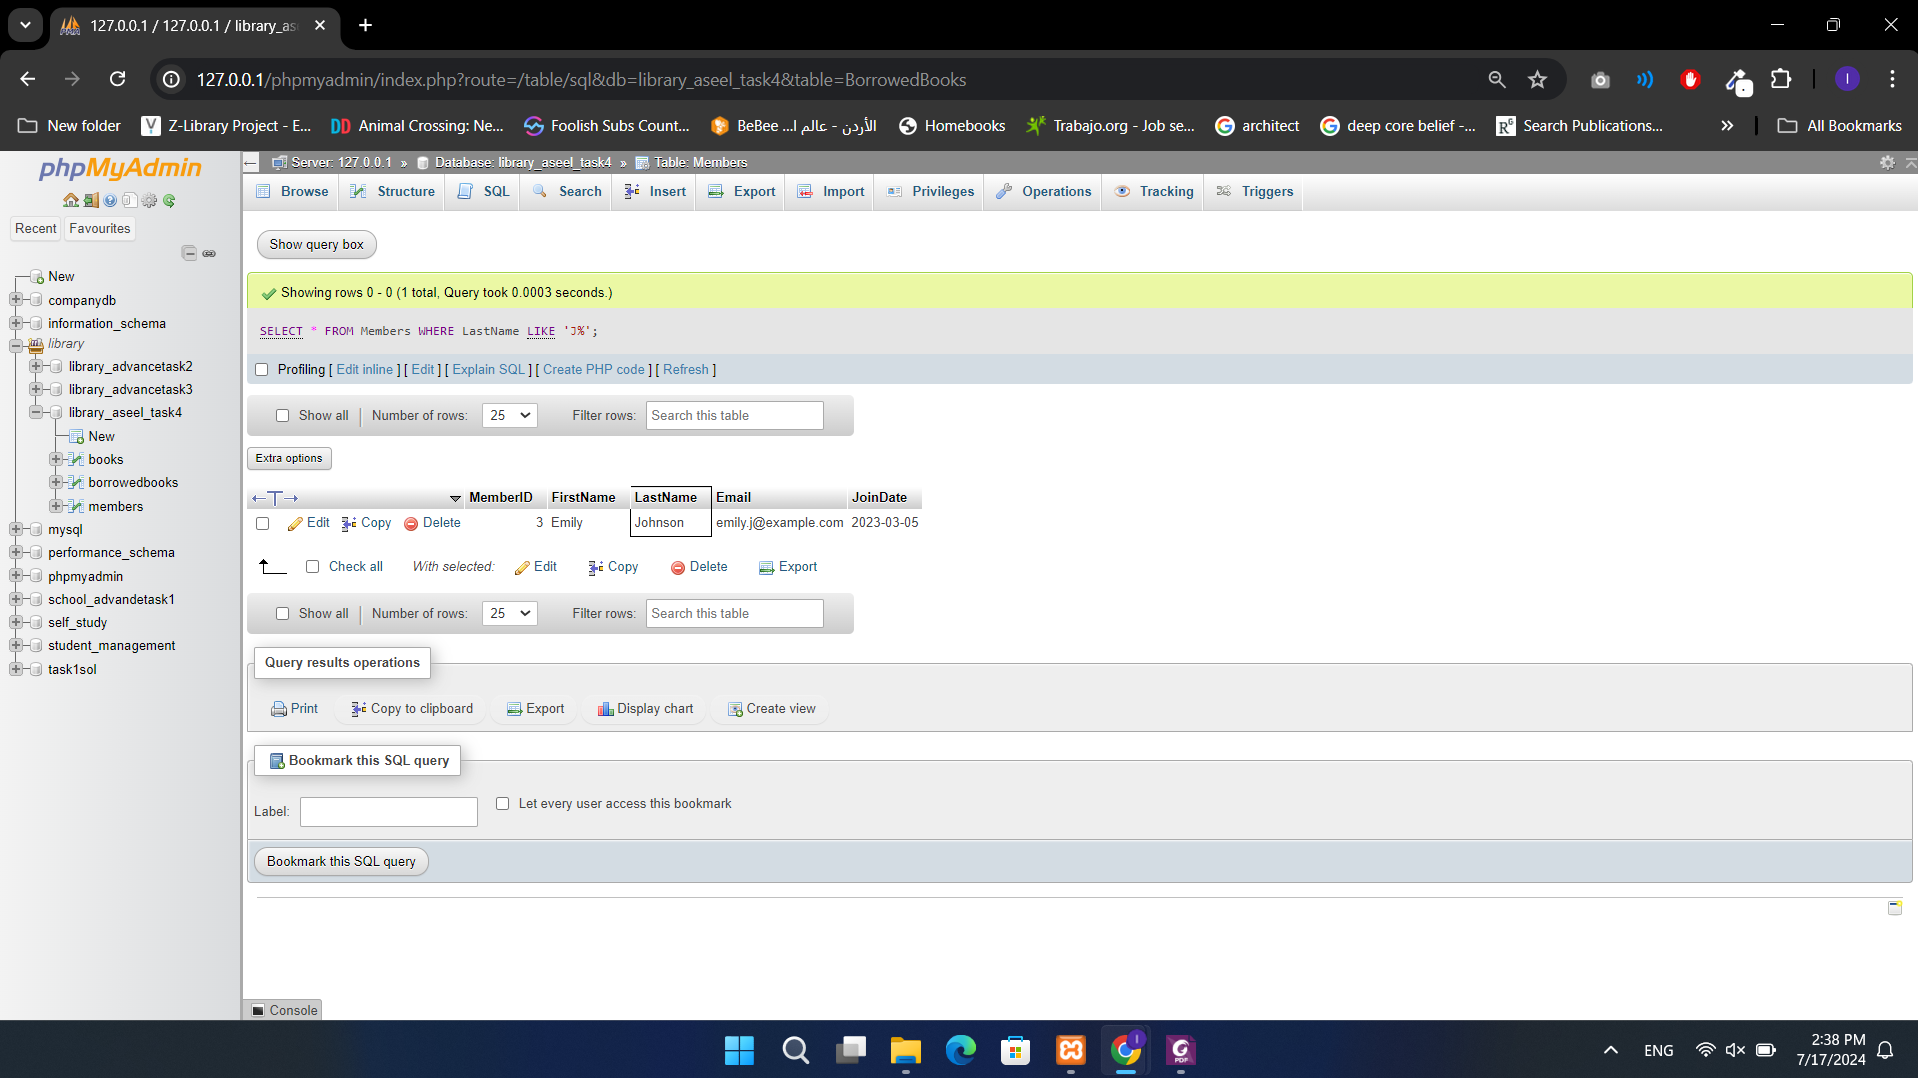 127.0.0.1 / 127.0.0.1 / library_as
127.0.0.1/phpmyadmin/index.php?route=/table/sql&db=library_aseel_task4&table=BorrowedBooks
New folder
Z-Library Project - E...
Animal Crossing: Ne...
Foolish Subs Count...
BeBee ...الأردن - عالم ا
Homebooks
Trabajo.org - Job se...
architect
deep core belief -...
Search Publications...
All Bookmarks
phpMyAdmin
Recent Favourites
New
companydb
information_schema
library
library_advancetask2
library_advancetask3
library_aseel_task4
New
books
borrowedbooks
members
mysql
performance_schema
phpmyadmin
school_advandetask1
self_study
student_management
task1sol
Server: 127.0.0.1 » Database: library_aseel_task4 » Table: Members
Browse Structure SQL Search Insert Export Import Privileges Operations Tracking Triggers
Show query box
Showing rows 0 - 0 (1 total, Query took 0.0003 seconds.)
SELECT * FROM Members WHERE LastName LIKE 'J%';
Profiling [ Edit inline ] [ Edit ] [ Explain SQL ] [ Create PHP code ] [ Refresh ]
Show all Number of rows: 25 Filter rows: Search this table
Extra options
MemberID FirstName LastName Email JoinDate
Edit Copy Delete 3 Emily Johnson emily.j@example.com 2023-03-05
Check all With selected: Edit Copy Delete Export
Show all Number of rows: 25 Filter rows: Search this table
Query results operations
Print Copy to clipboard Export Display chart Create view
Bookmark this SQL query
Label: Let every user access this bookmark
Bookmark this SQL query
Console
ENG
2:38 PM
7/17/2024